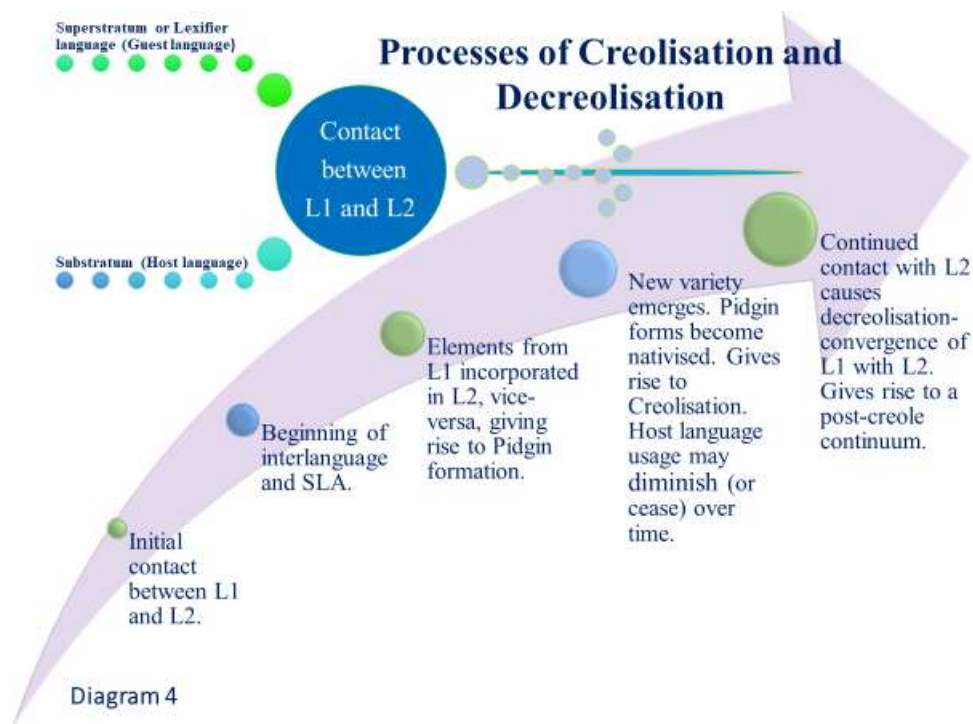 Superstratum or Lexifier
language (Guest language)
Processes of Creolisation and
Decreolisation
Contact
between
L1 and L2
Substratum (Host language)
Initial
contact
between L1
and L2.
Beginning of
interlanguage
and SLA.
Elements from
L1 incorporated
in L2, vice-
versa, giving
rise to Pidgin
formation.
New variety
emerges. Pidgin
forms become
nativised. Gives
rise to
Creolisation.
Host language
usage may
diminish (or
cease) over
time.
Continued
contact with L2
causes
decreolisation-
convergence of
L1 with L2.
Gives rise to a
post-creole
continuum.
Diagram 4